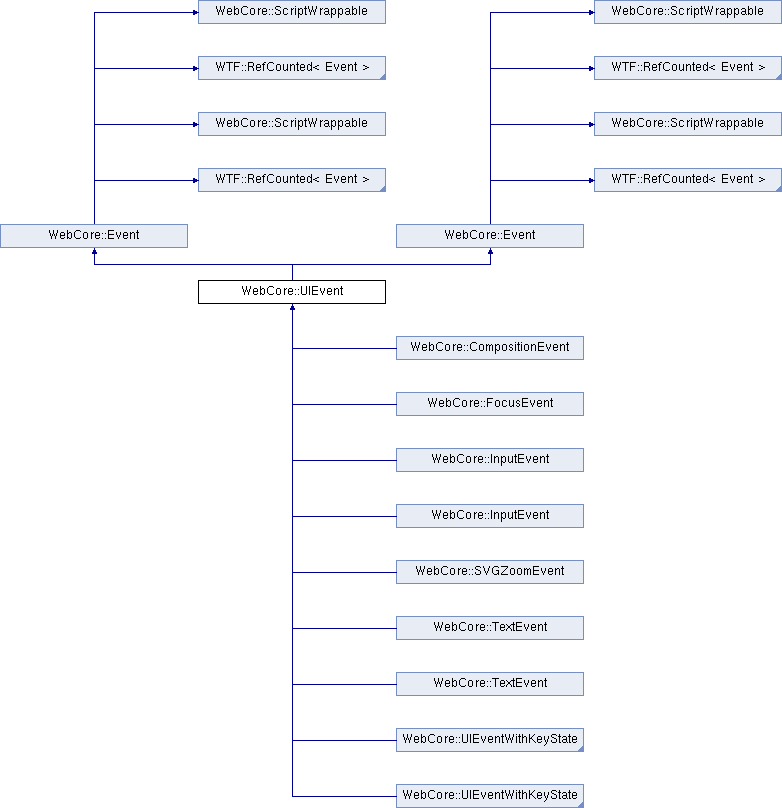 WebCore::ScriptWrappable
WebCore::ScriptWrappable
WTF::RefCounted< Event >
WTF::RefCounted< Event >
WebCore::ScriptWrappable
WebCore::ScriptWrappable
WTF::RefCounted< Event >
WTF::RefCounted< Event >
WebCore::Event
WebCore::Event
WebCore::UIEvent
WebCore::CompositionEvent
WebCore::FocusEvent
WebCore::InputEvent
WebCore::InputEvent
WebCore::SVGZoomEvent
WebCore::TextEvent
WebCore::TextEvent
WebCore::UIEventWithKeyState
WebCore::UIEventWithKeyState